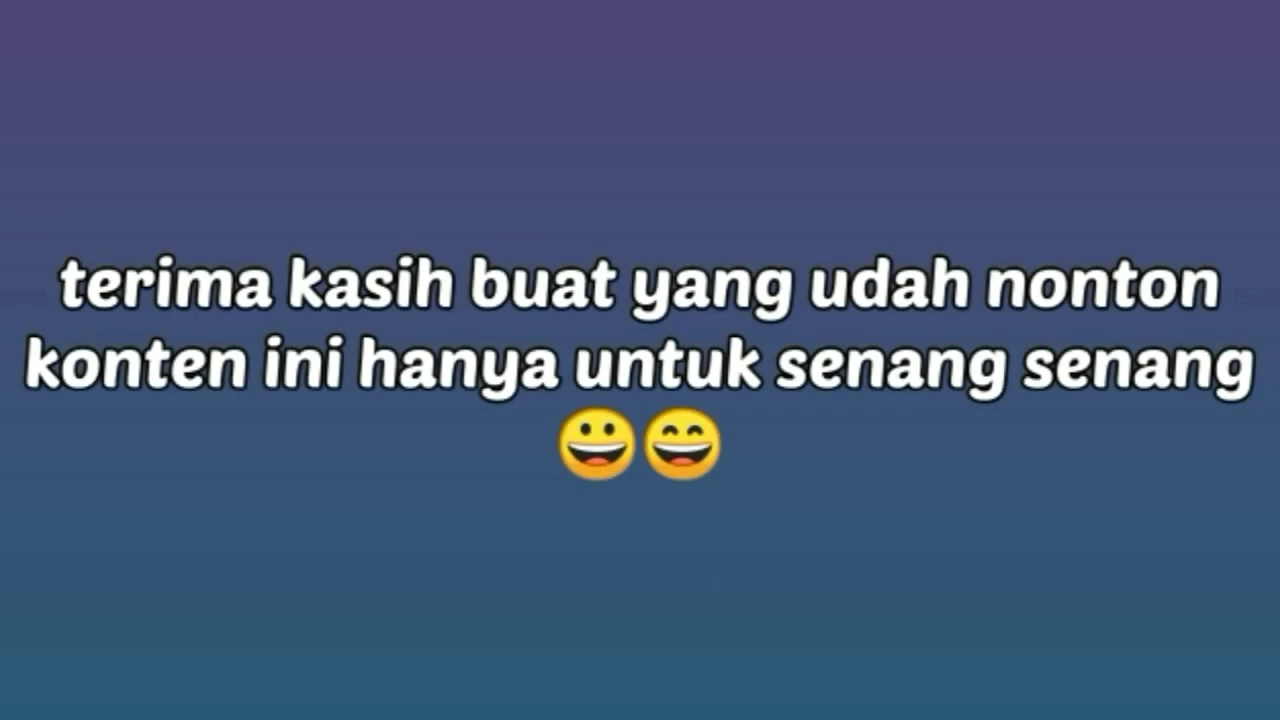 terima kasih buat yang udah nonton
konten ini hanya untuk senang senang
😀😄